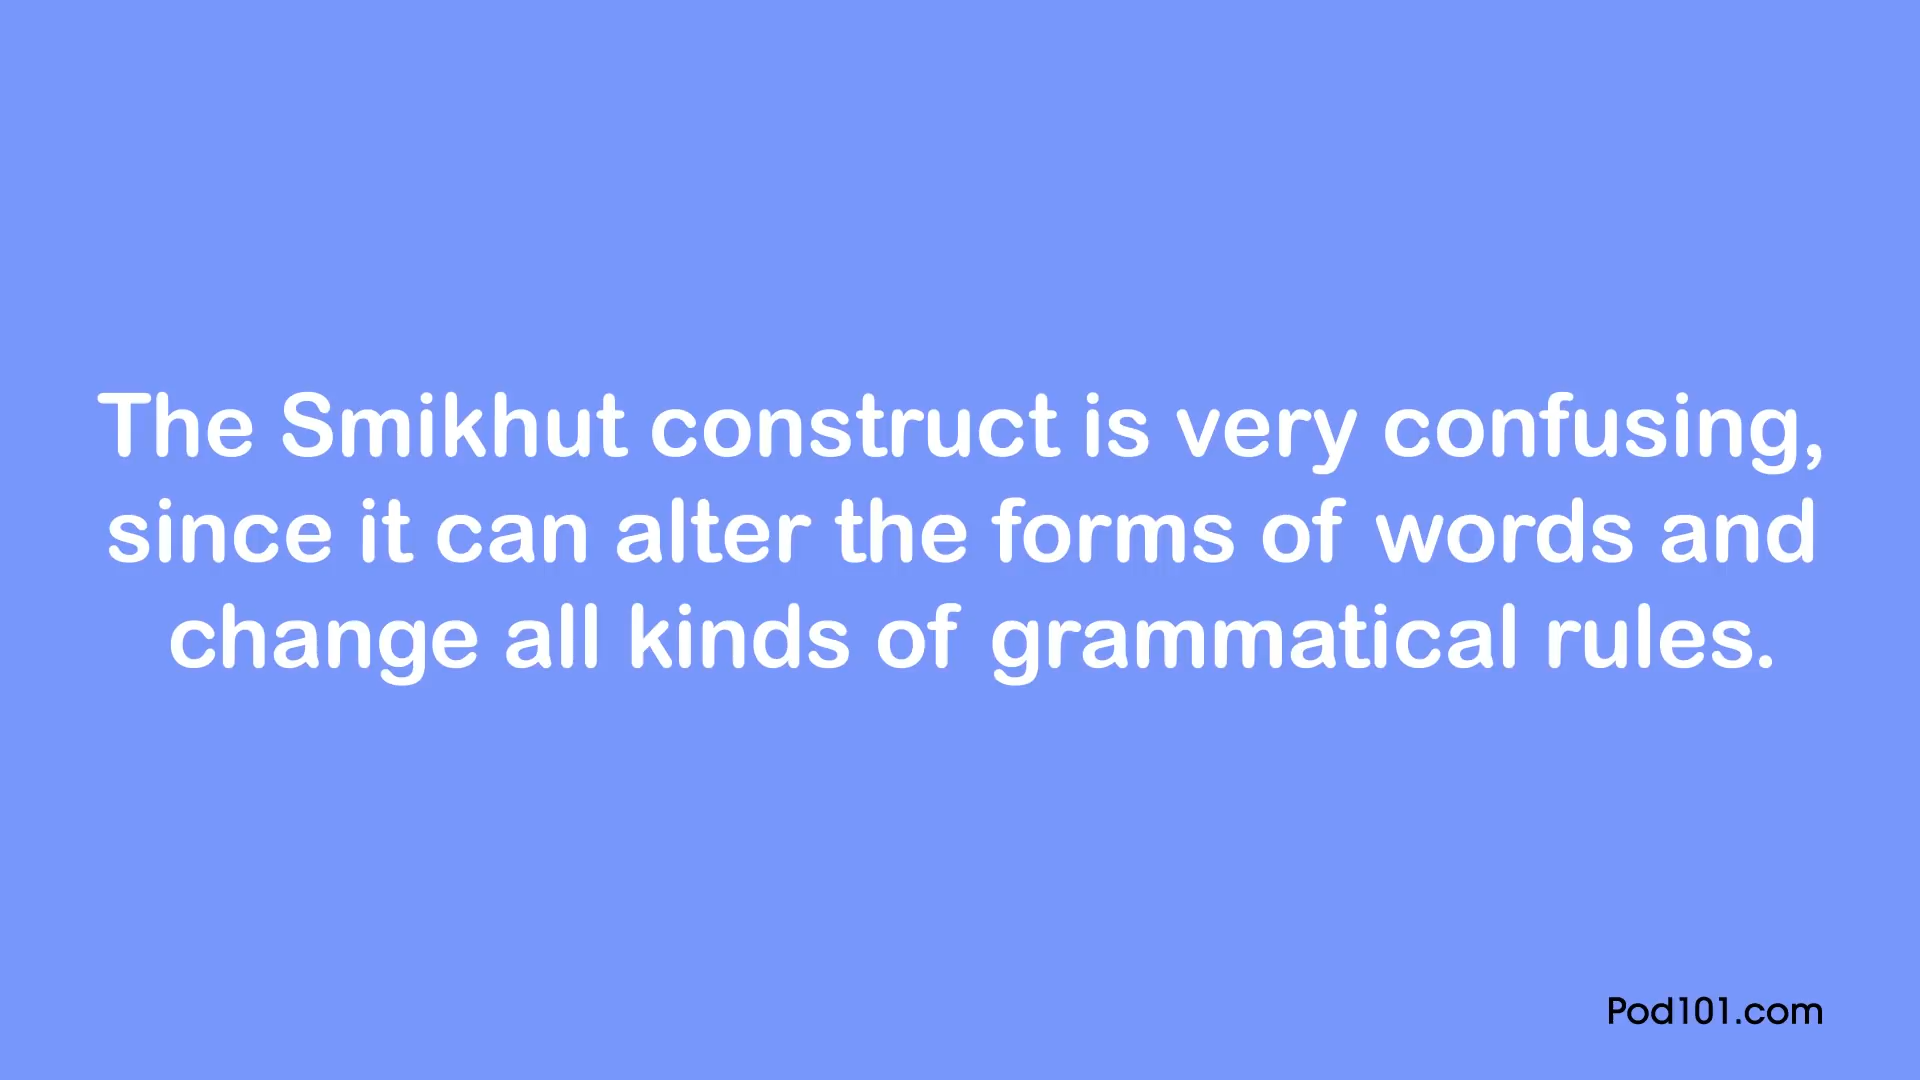 The Smikhut construct is very confusing,
since it can alter the forms of words and
change all kinds of grammatical rules.
Pod101.com